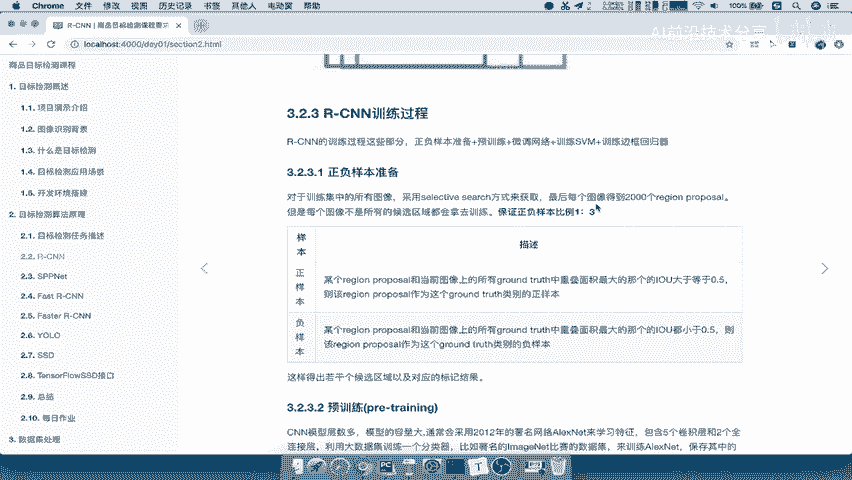 Chrome 文件 编辑 视图 历史记录 书签 其他人 电动窝 窗口 帮助
100%
AI前沿技术分享
R-CNN | 商品目标检测课程要求
localhost:4000/day01/section2.html
商品目标检测课程
1. 目标检测概述
1.1. 项目演示介绍
1.2. 图像识别背景
1.3. 什么是目标检测
1.4. 目标检测应用场景
1.5. 开发环境搭建
2. 目标检测算法原理
2.1. 目标检测任务描述
2.2. R-CNN
2.3. SPPNet
2.4. Fast R-CNN
2.5. Faster R-CNN
2.6. YOLO
2.7. SSD
2.8. TensorFlowSSD接口
2.9. 总结
2.10. 每日作业
3. 数据集处理
3.2.3 R-CNN训练过程
R-CNN的训练过程这些部分，正负样本准备+预训练+微调网络+训练SVM+训练边框回归器
3.2.3.1 正负样本准备
对于训练集中的所有图像，采用selective search方式来获取，最后每个图像得到2000个region proposal。
但是每个图像不是所有的候选区域都会拿去训练。保证正负样本比例1：3
样本 描述
正样本 某个region proposal和当前图像上的所有ground truth中重叠面积最大的那个的IOU大于等于0.5，
则该region proposal作为这个ground truth类别的正样本
负样本 某个region proposal和当前图像上的所有ground truth中重叠面积最大的那个的IOU都小于0.5，则
该region proposal作为这个ground truth类别的负样本
这样得出若干个候选区域以及对应的标记结果。
3.2.3.2 预训练(pre-training)
CNN模型层数多，模型的容量大,通常会采用2012年的著名网络AlexNet来学习特征，包含5个卷积层和2个全
连接层，利用大数据集训练一个分类器，比如著名的ImageNet比赛的数据集，来训练AlexNet，保存其中的